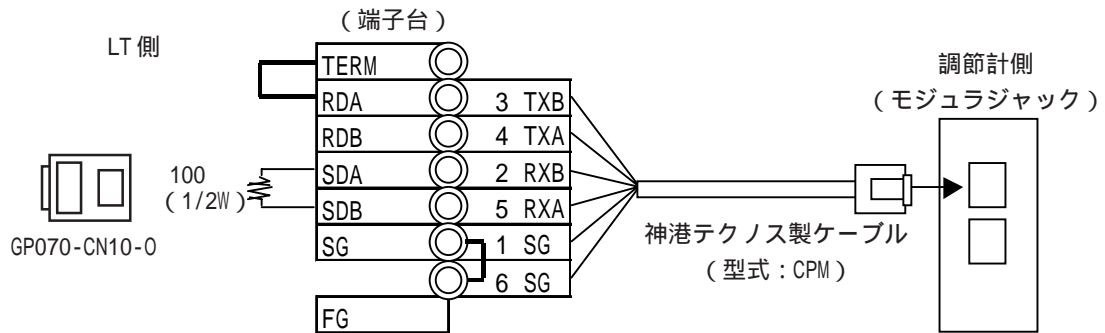 （端子台）
LT側
調節計側
（モジュラジャック）
TERM
RDA 3 TXB
RDB 4 TXA
SDA 2 RXB
SDB 5 RXA
SG 1 SG
6 SG
FG
100
（1/2W）
GP070-CN10-O
神港テクノス製ケーブル
（型式：CPM）